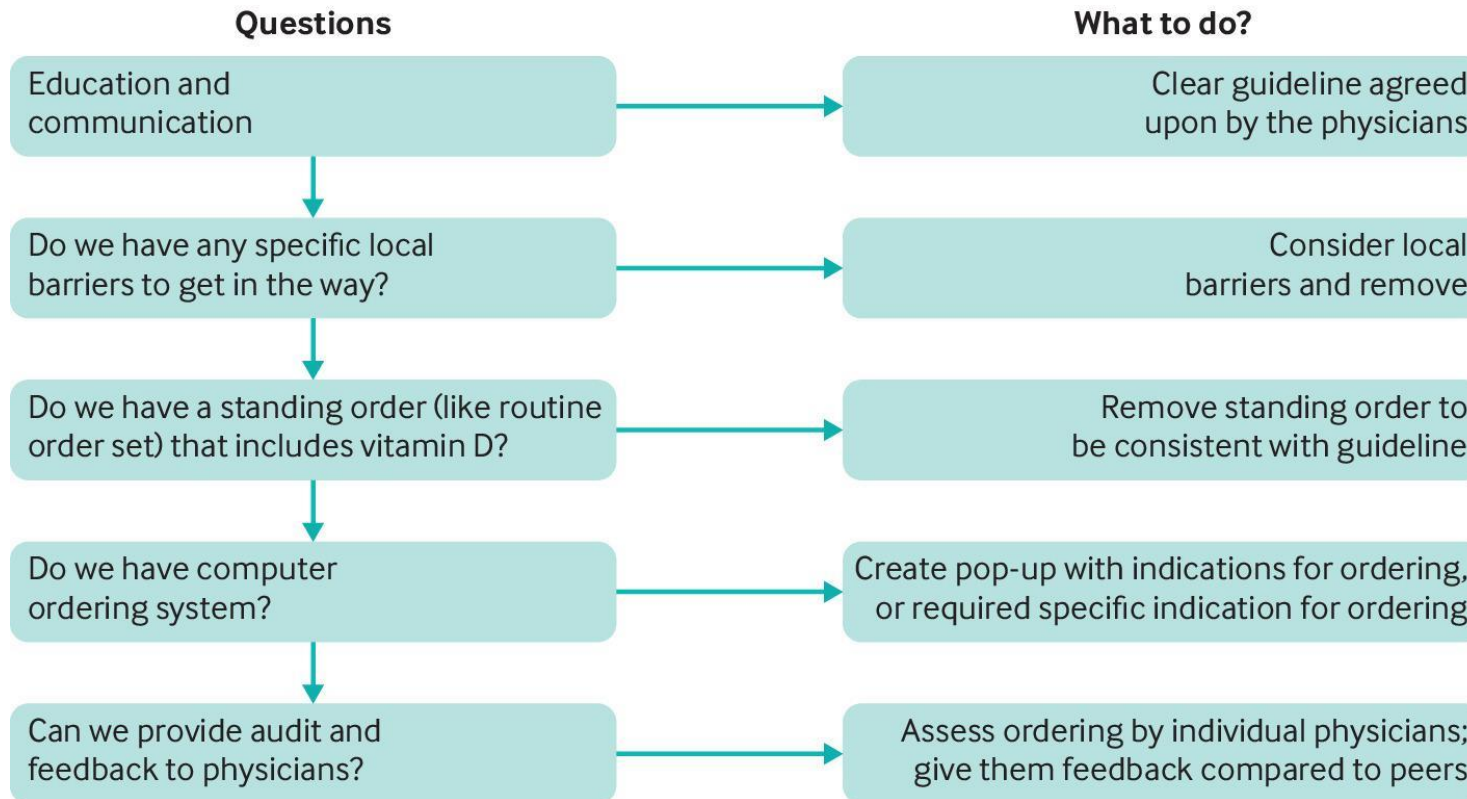 Questions
What to do?
Education and
communication
Clear guideline agreed
upon by the physicians
Do we have any specific local
barriers to get in the way?
Consider local
barriers and remove
Do we have a standing order (like routine
order set) that includes vitamin D?
Remove standing order to
be consistent with guideline
Do we have computer
ordering system?
Create pop-up with indications for ordering,
or required specific indication for ordering
Can we provide audit and
feedback to physicians?
Assess ordering by individual physicians;
give them feedback compared to peers